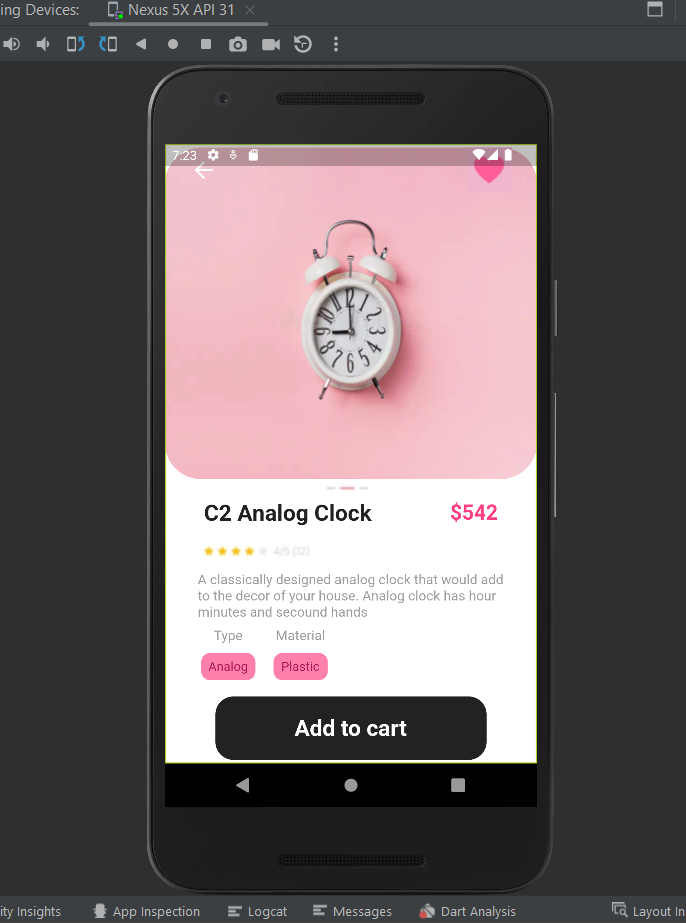 ing Devices:
Nexus 5X API 31
7:23
12
C2 Analog Clock
$542
4/5 (12)
A classically designed analog clock that would add
to the decor of your house. Analog clock has hour
minutes and secound hands
Type
Material
Analog
Plastic
Add to cart
ity Insights
App Inspection
Logcat
Messages
Dart Analysis
Layout In